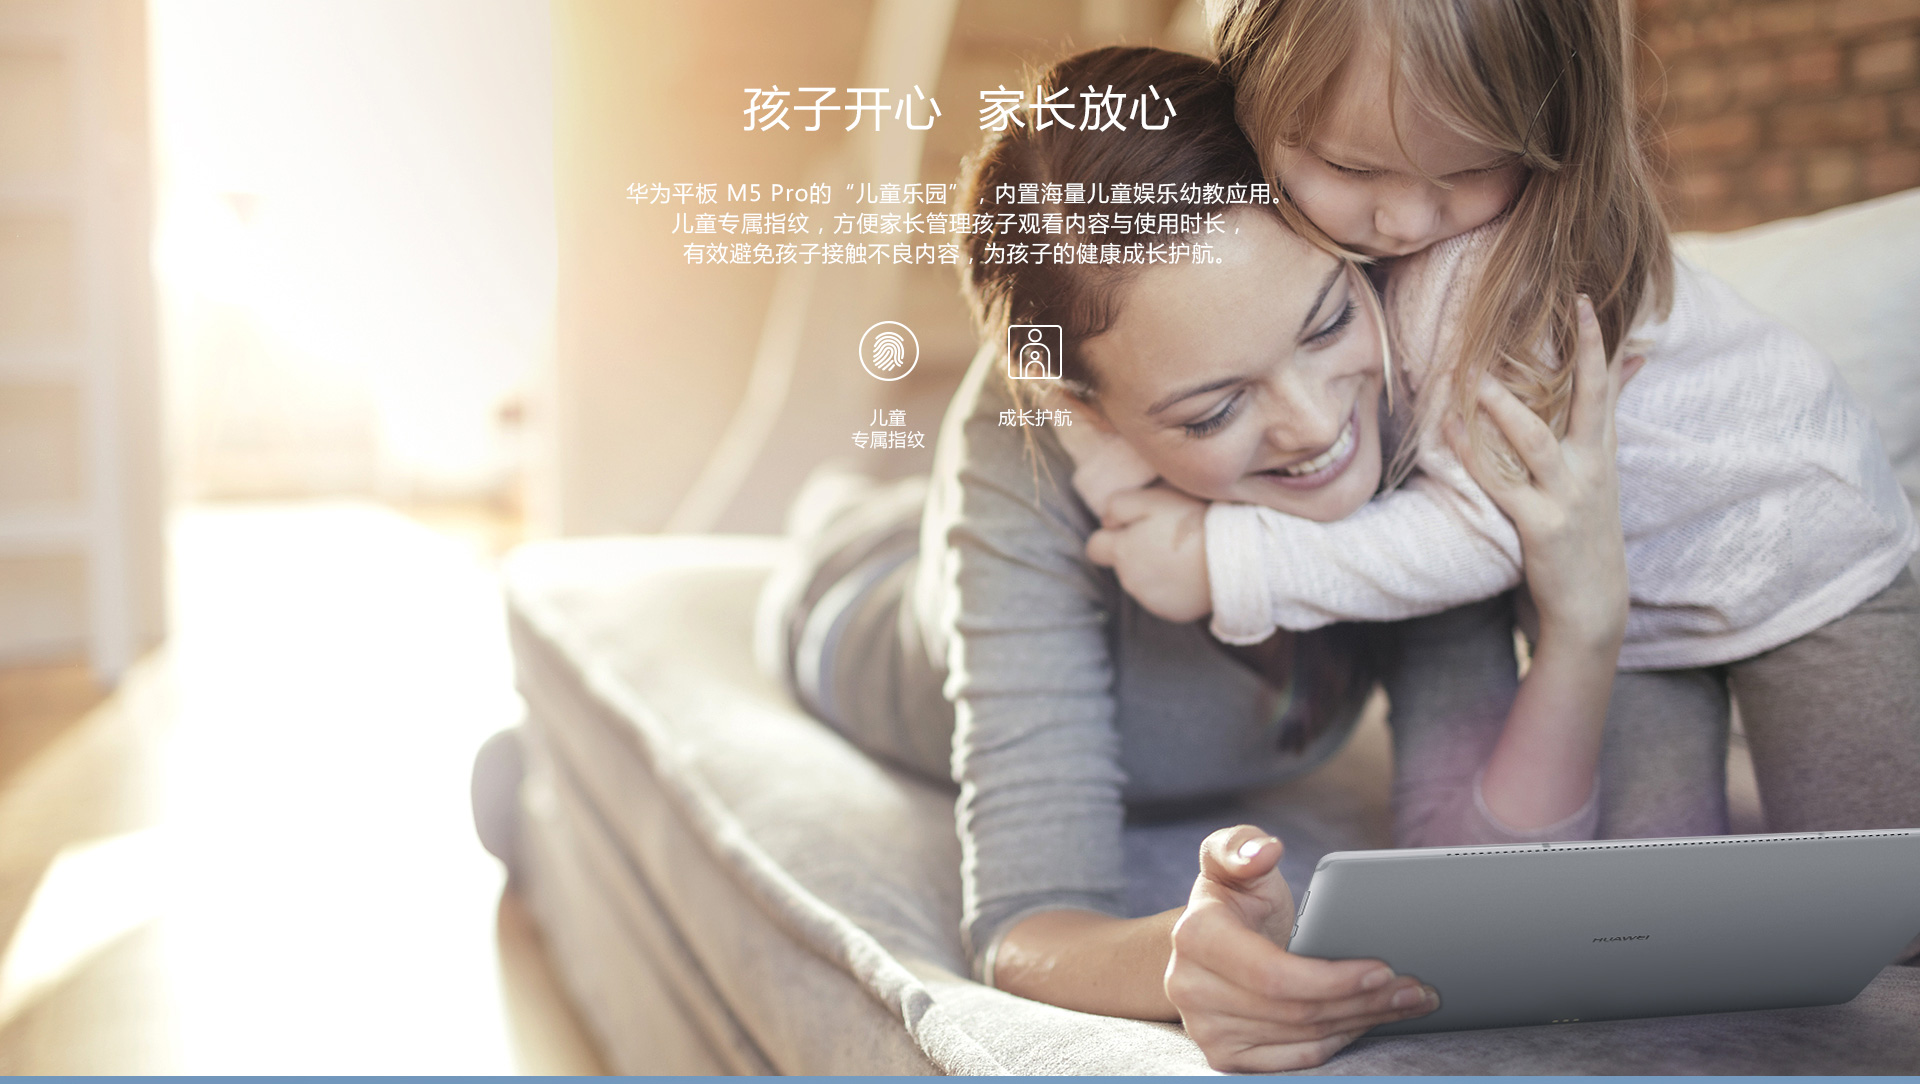 孩子开心 家长放心
华为平板 M5 Pro的“儿童乐园”，内置海量儿童娱乐幼教应用。
儿童专属指纹，方便家长管理孩子观看内容与使用时长，
有效避免孩子接触不良内容，为孩子的健康成长护航。
儿童
专属指纹
成长护航
HUAWEI